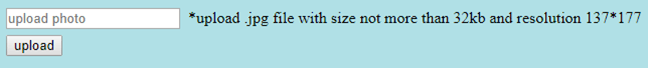 upload photo *upload .jpg file with size not more than 32kb and resolution 137*177
upload